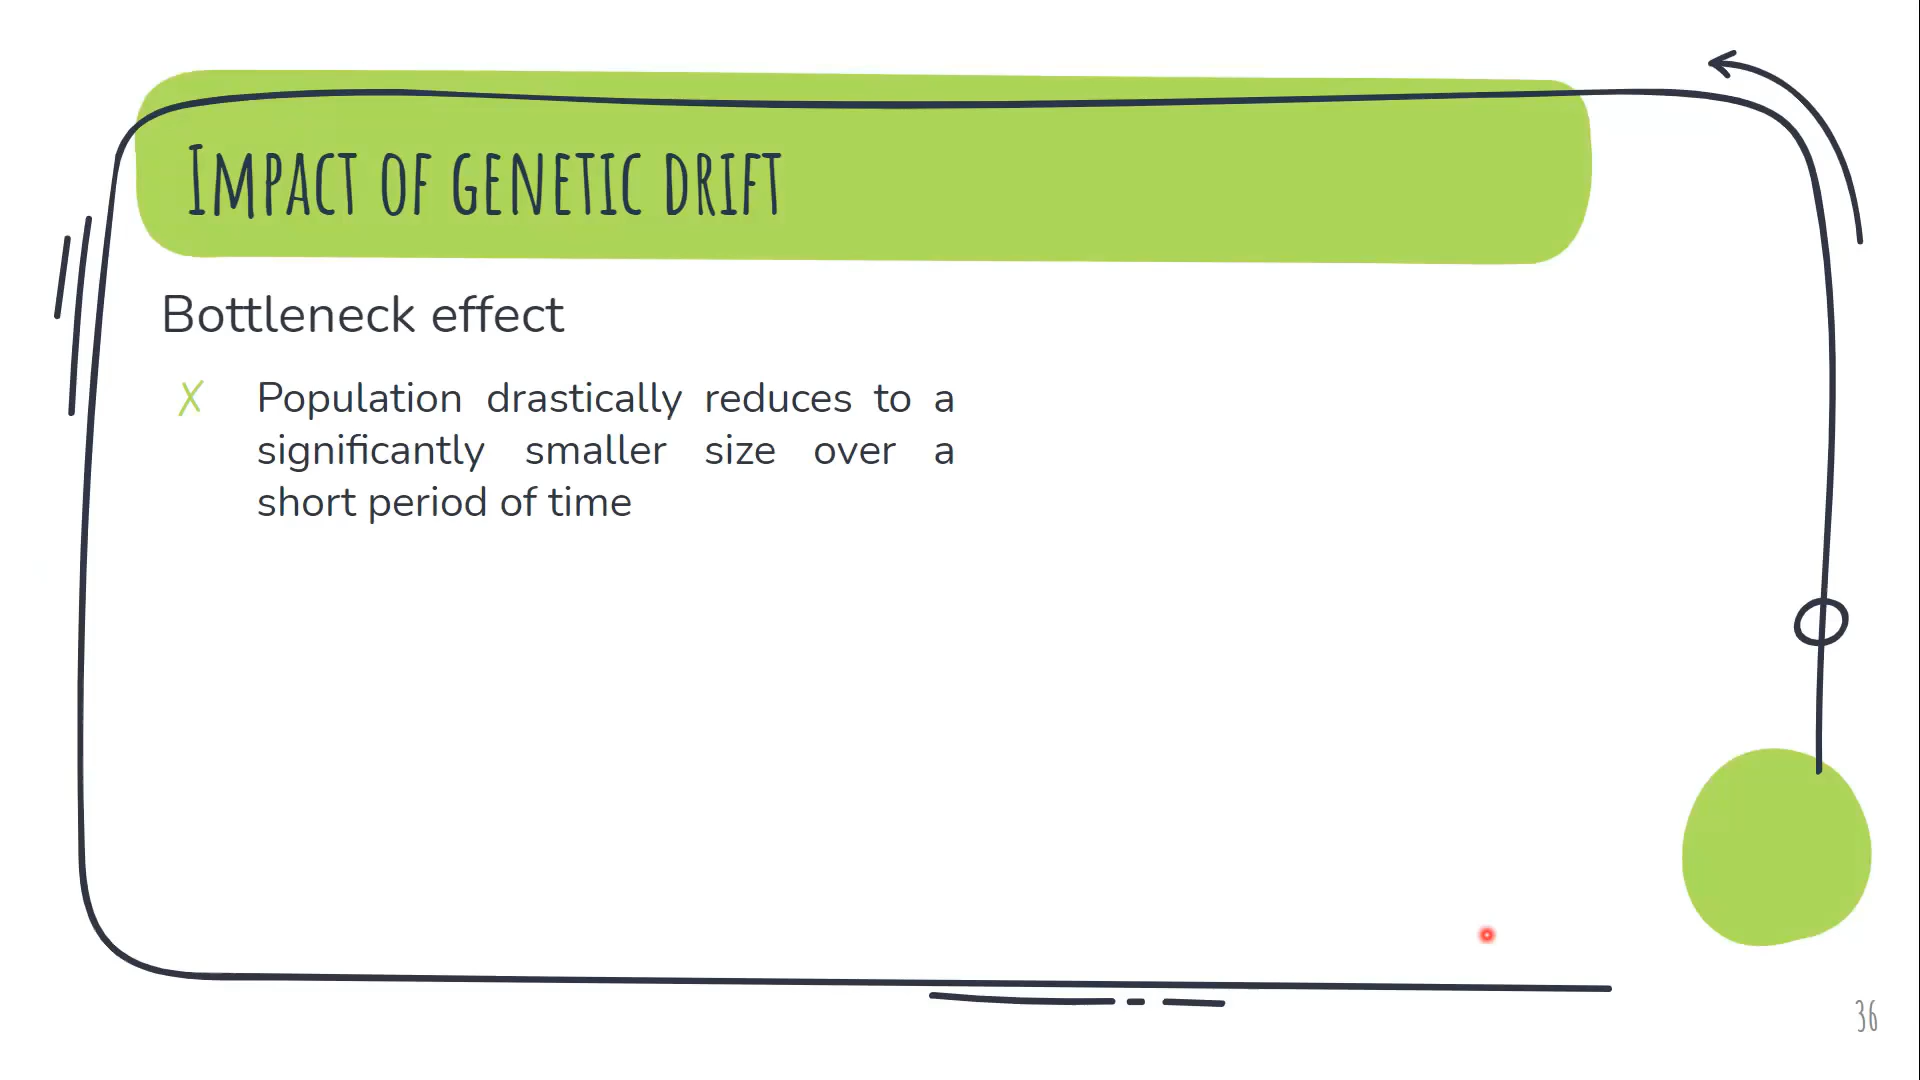 Impact of genetic drift
Bottleneck effect
✗ Population drastically reduces to a
significantly smaller size over a
short period of time
36